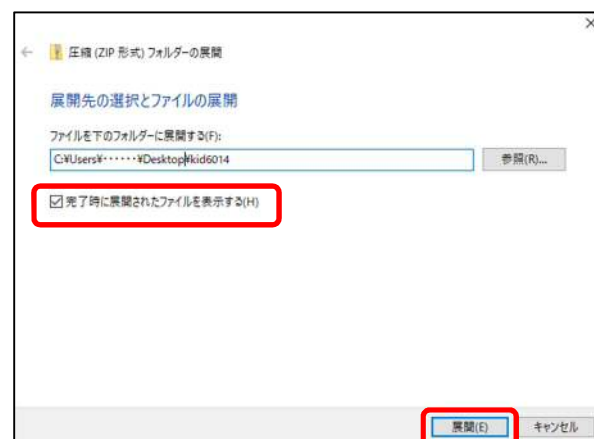 圧縮 (ZIP 形式) フォルダーの展開
展開先の選択とファイルの展開
ファイルを下のフォルダーに展開する(F):
C:¥Users¥······¥Desktop¥kid6014
参照(R)...
完了時に展開されたファイルを表示する(H)
展開(E)
キャンセル